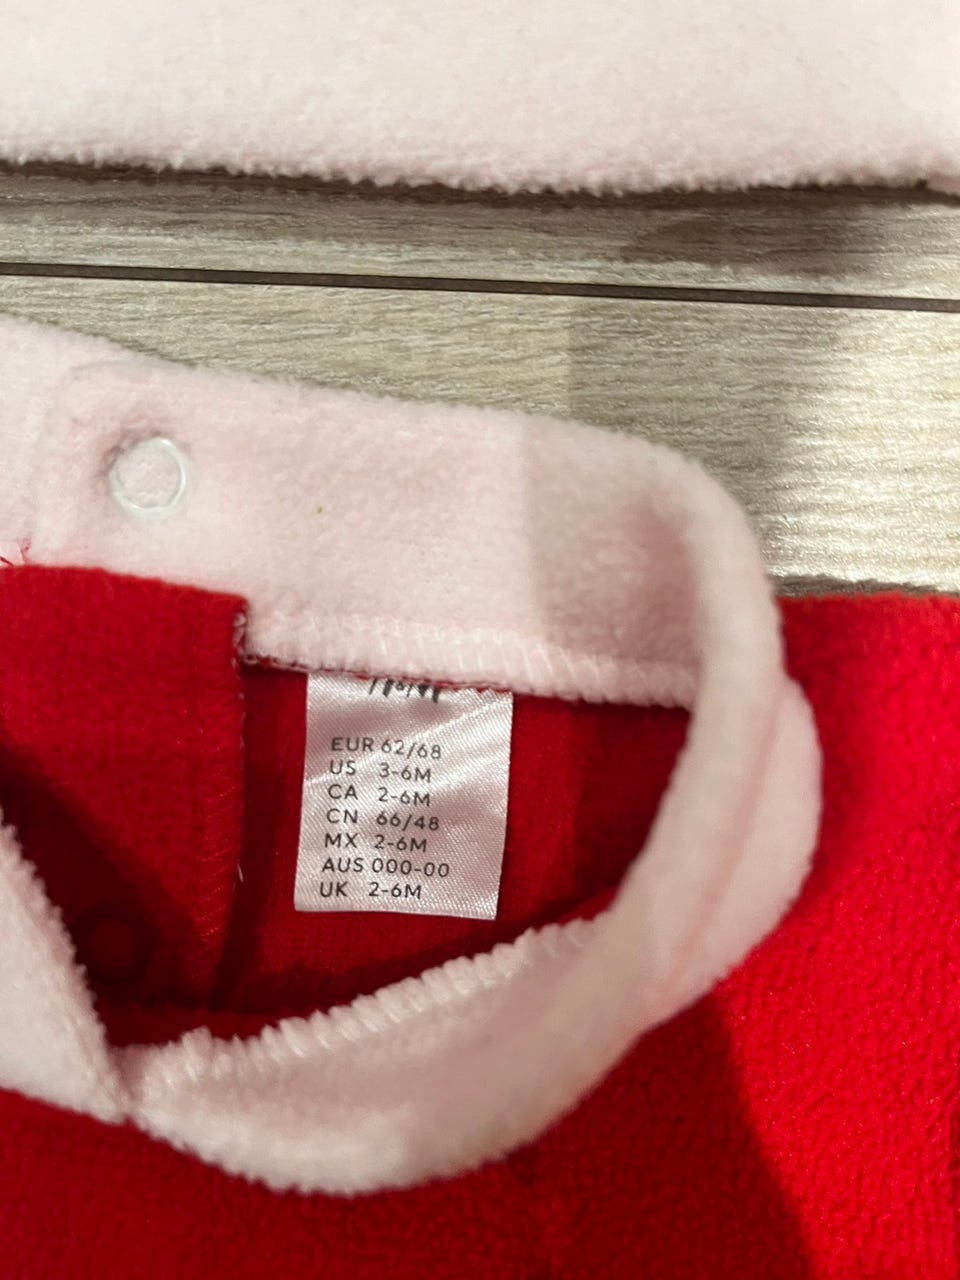 EUR 62/68
US 3-6M
CA 2-6M
CN 66/48
MX 2-6M
AUS 000-00
UK 2-6M